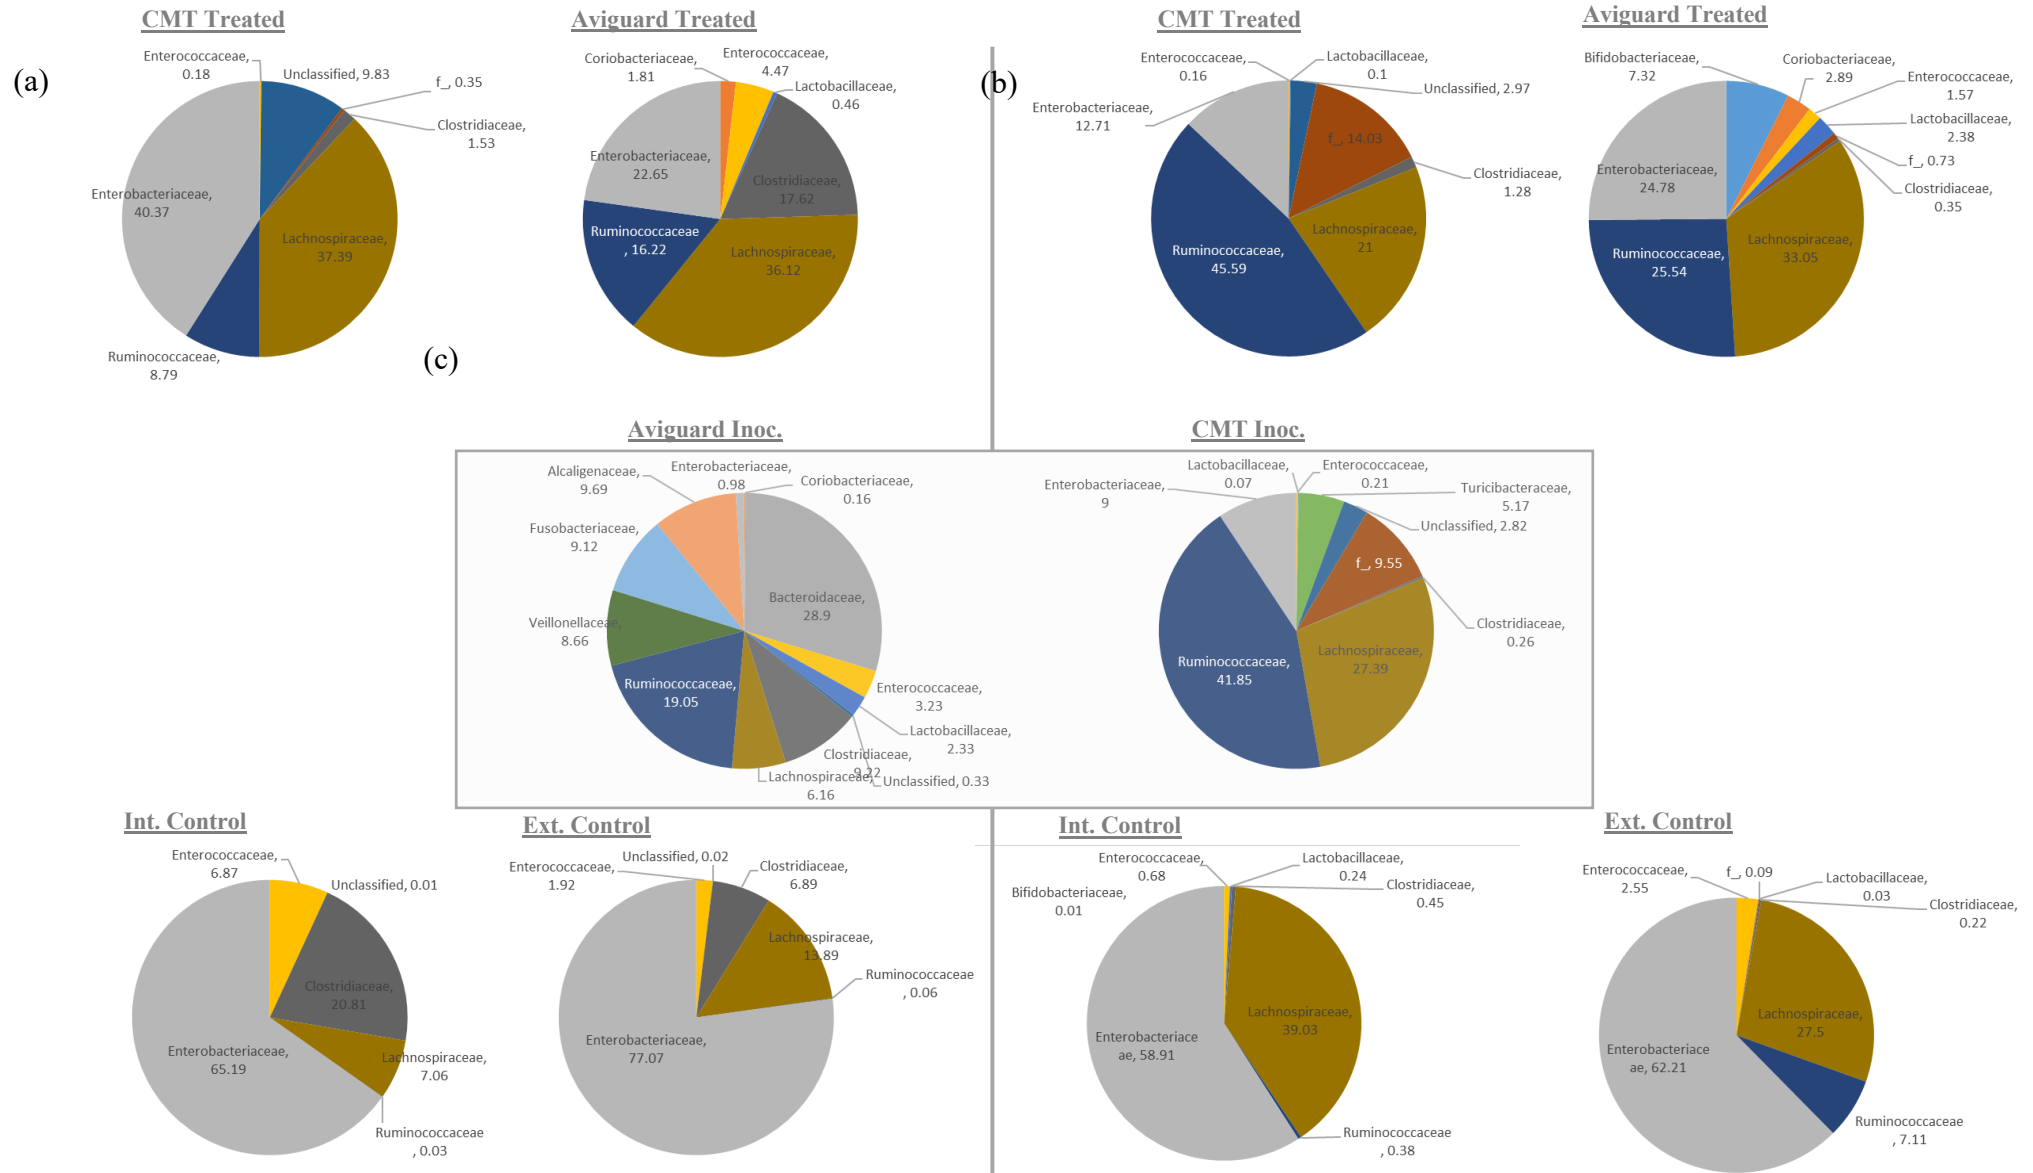 CMT Treated
Aviguard Treated
CMT Treated
Aviguard Treated
(a)
Enterococcaceae,
0.18
Unclassified, 9.83
f_, 0.35
Clostridiaceae,
1.53
Enterobacteriaceae,
40.37
Lachnospiraceae,
37.39
Ruminococcaceae,
8.79
Coriobacteriaceae,
1.81
Enterococcaceae,
4.47
Lactobacillaceae,
0.46
Enterobacteriaceae,
22.65
Clostridiaceae,
17.62
Ruminococcaceae
, 16.22
Lachnospiraceae,
36.12
(b)
Enterococcaceae,
0.16
Lactobacillaceae,
0.1
Unclassified, 2.97
Enterobacteriaceae,
12.71
f_, 14.03
Clostridiaceae,
1.28
Lachnospiraceae,
21
Ruminococcaceae,
45.59
Bifidobacteriaceae,
7.32
Coriobacteriaceae,
2.89
Enterococcaceae,
1.57
Lactobacillaceae,
2.38
f_, 0.73
Clostridiaceae,
0.35
Enterobacteriaceae,
24.78
Lachnospiraceae,
33.05
Ruminococcaceae,
25.54
(c)
Aviguard Inoc.
CMT Inoc.
Alcaligenaceae,
9.69
Enterobacteriaceae,
0.98
Coriobacteriaceae,
0.16
Fusobacteriaceae,
9.12
Bacteroidaceae,
28.9
Veillonellaceae,
8.66
Ruminococcaceae,
19.05
Enterococcaceae,
3.23
Lactobacillaceae,
2.33
Clostridiaceae,
9.22
Unclassified, 0.33
Lachnospiraceae,
6.16
Lactobacillaceae,
0.07
Enterococcaceae,
0.21
Enterobacteriaceae,
9
Turicibacteraceae,
5.17
Unclassified, 2.82
f_, 9.55
Clostridiaceae,
0.26
Lachnospiraceae,
27.39
Ruminococcaceae,
41.85
Int. Control
Ext. Control
Int. Control
Ext. Control
Enterococcaceae,
6.87
Unclassified, 0.01
Clostridiaceae,
20.81
Enterobacteriaceae,
65.19
Lachnospiraceae,
7.06
Ruminococcaceae
, 0.03
Enterococcaceae,
1.92
Unclassified, 0.02
Clostridiaceae,
6.89
Lachnospiraceae,
13.89
Ruminococcaceae
, 0.06
Enterobacteriaceae,
77.07
Enterococcaceae,
0.68
Lactobacillaceae,
0.24
Bifidobacteriaceae,
0.01
Clostridiaceae,
0.45
Lachnospiraceae,
39.03
Enterobacteriace
ae, 58.91
Ruminococcaceae
, 0.38
Enterococcaceae,
2.55
f_, 0.09
Lactobacillaceae,
0.03
Clostridiaceae,
0.22
Lachnospiraceae,
27.5
Enterobacteriace
ae, 62.21
Ruminococcaceae
, 7.11